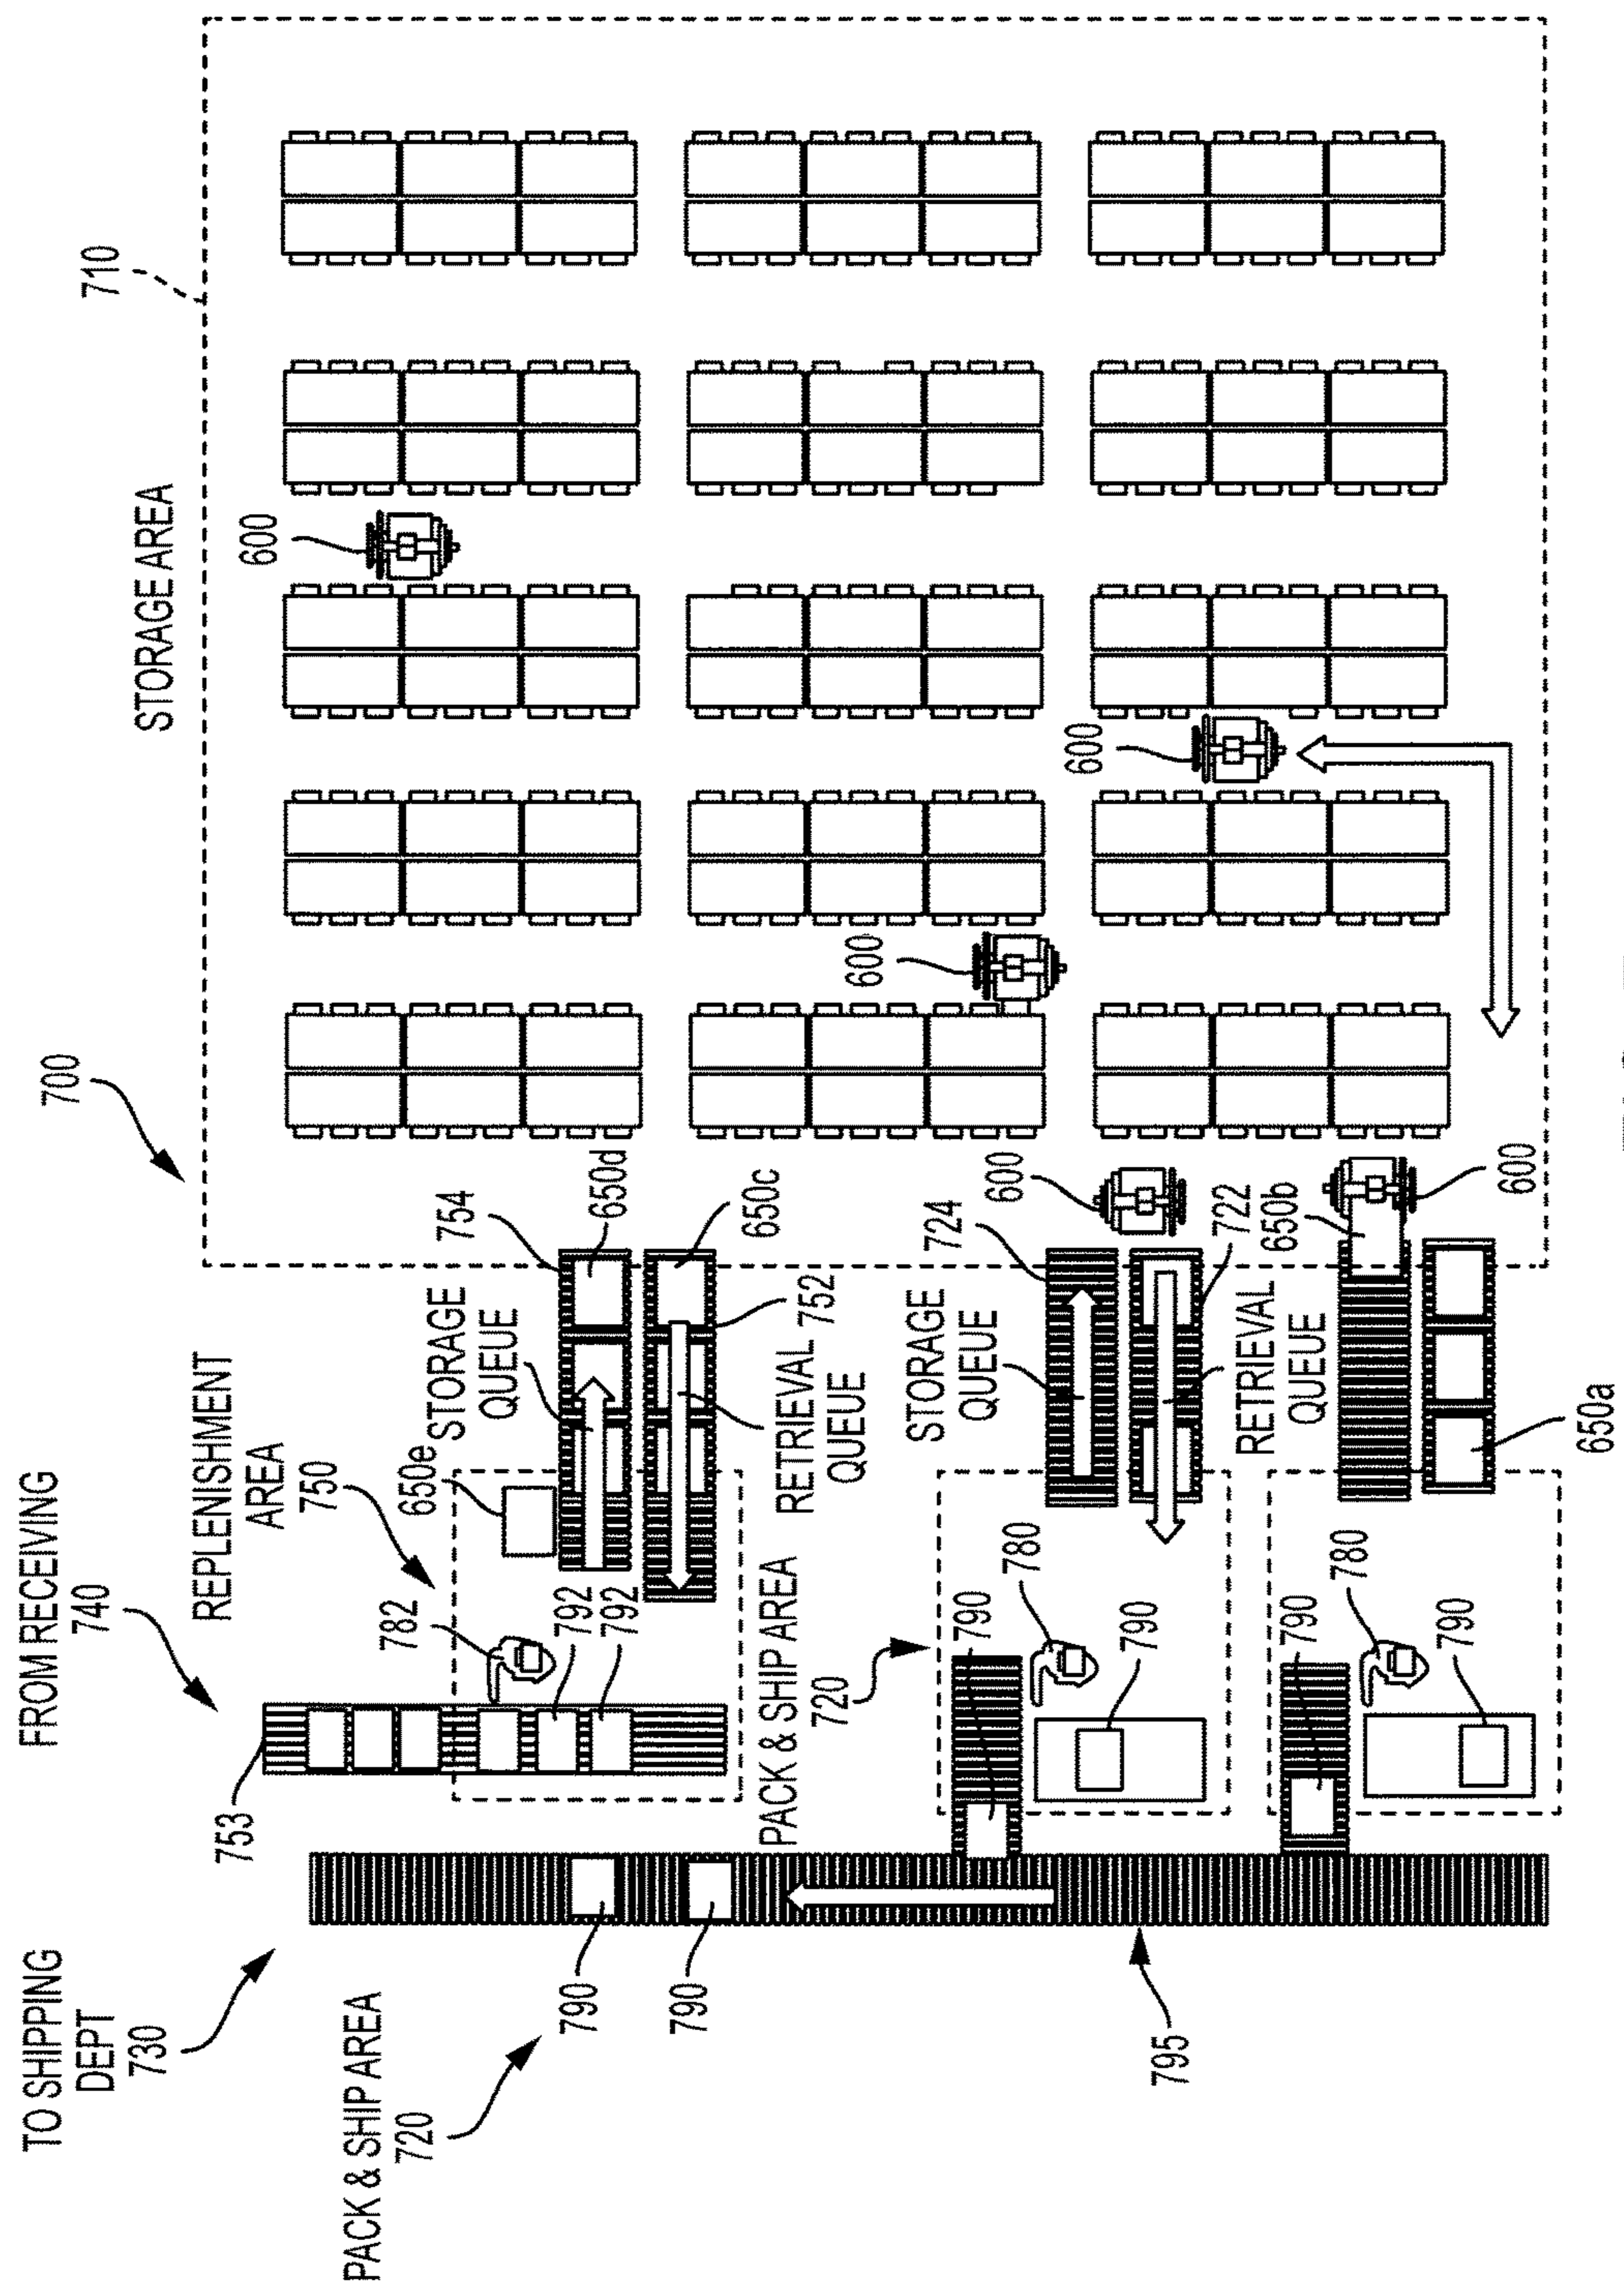 TO SHIPPING
DEPT
730
FROM RECEIVING
740
700
710
STORAGE AREA
PACK & SHIP AREA
720
753
REPLENISHMENT
AREA
750
782
650e
STORAGE
QUEUE
754
650d
600
790
790
792
792
RETRIEVAL
QUEUE
752
650c
PACK & SHIP AREA
720
600
790
780
790
STORAGE
QUEUE
724
600
600
795
RETRIEVAL
QUEUE
722
650b
790
780
790
600
650a